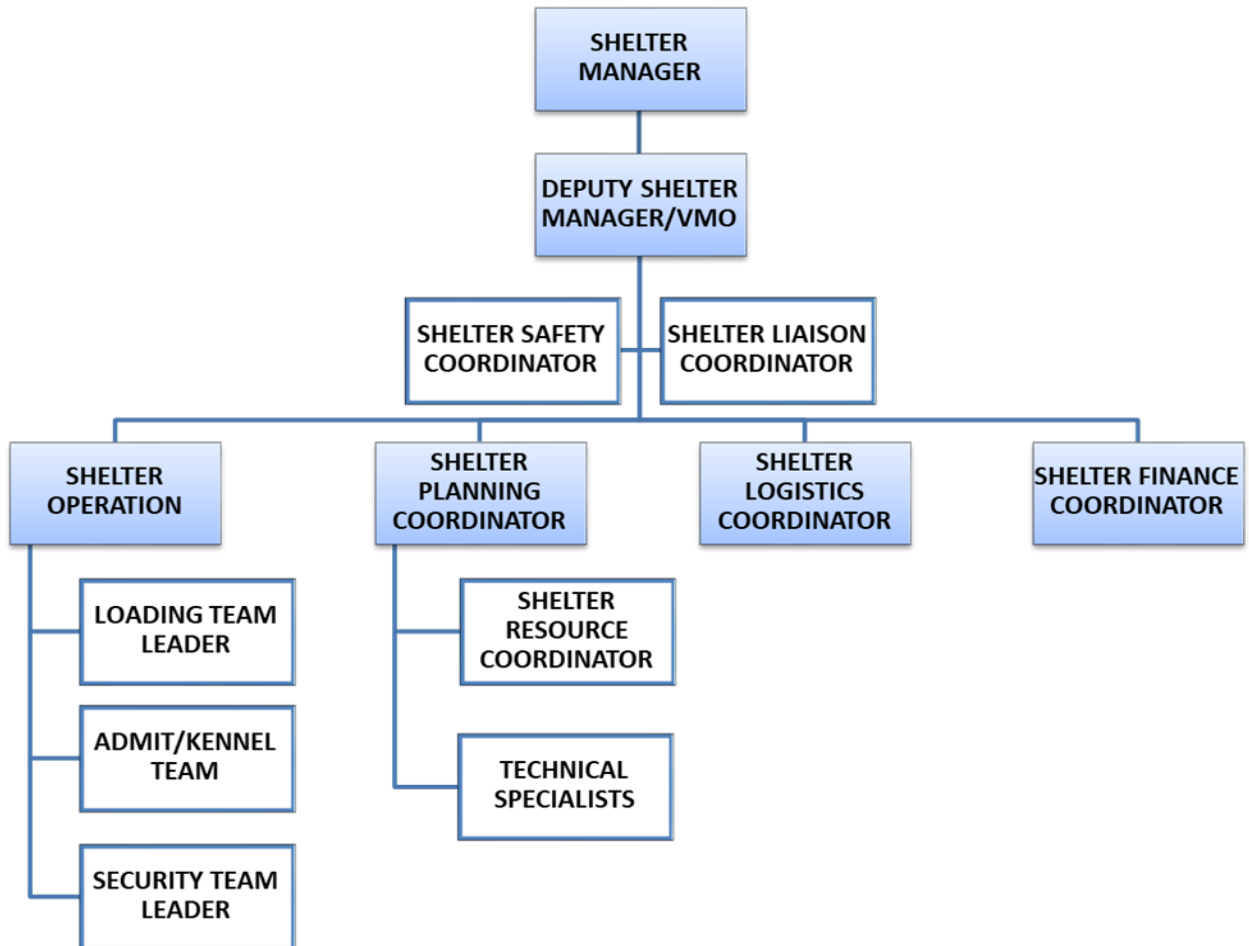 SHELTER
MANAGER
DEPUTY SHELTER
MANAGER/VMO
SHELTER SAFETY
COORDINATOR
SHELTER LIAISON
COORDINATOR
SHELTER
OPERATION
SHELTER
PLANNING
COORDINATOR
SHELTER
LOGISTICS
COORDINATOR
SHELTER FINANCE
COORDINATOR
LOADING TEAM
LEADER
ADMIT/KENNEL
TEAM
SECURITY TEAM
LEADER
SHELTER
RESOURCE
COORDINATOR
TECHNICAL
SPECIALISTS